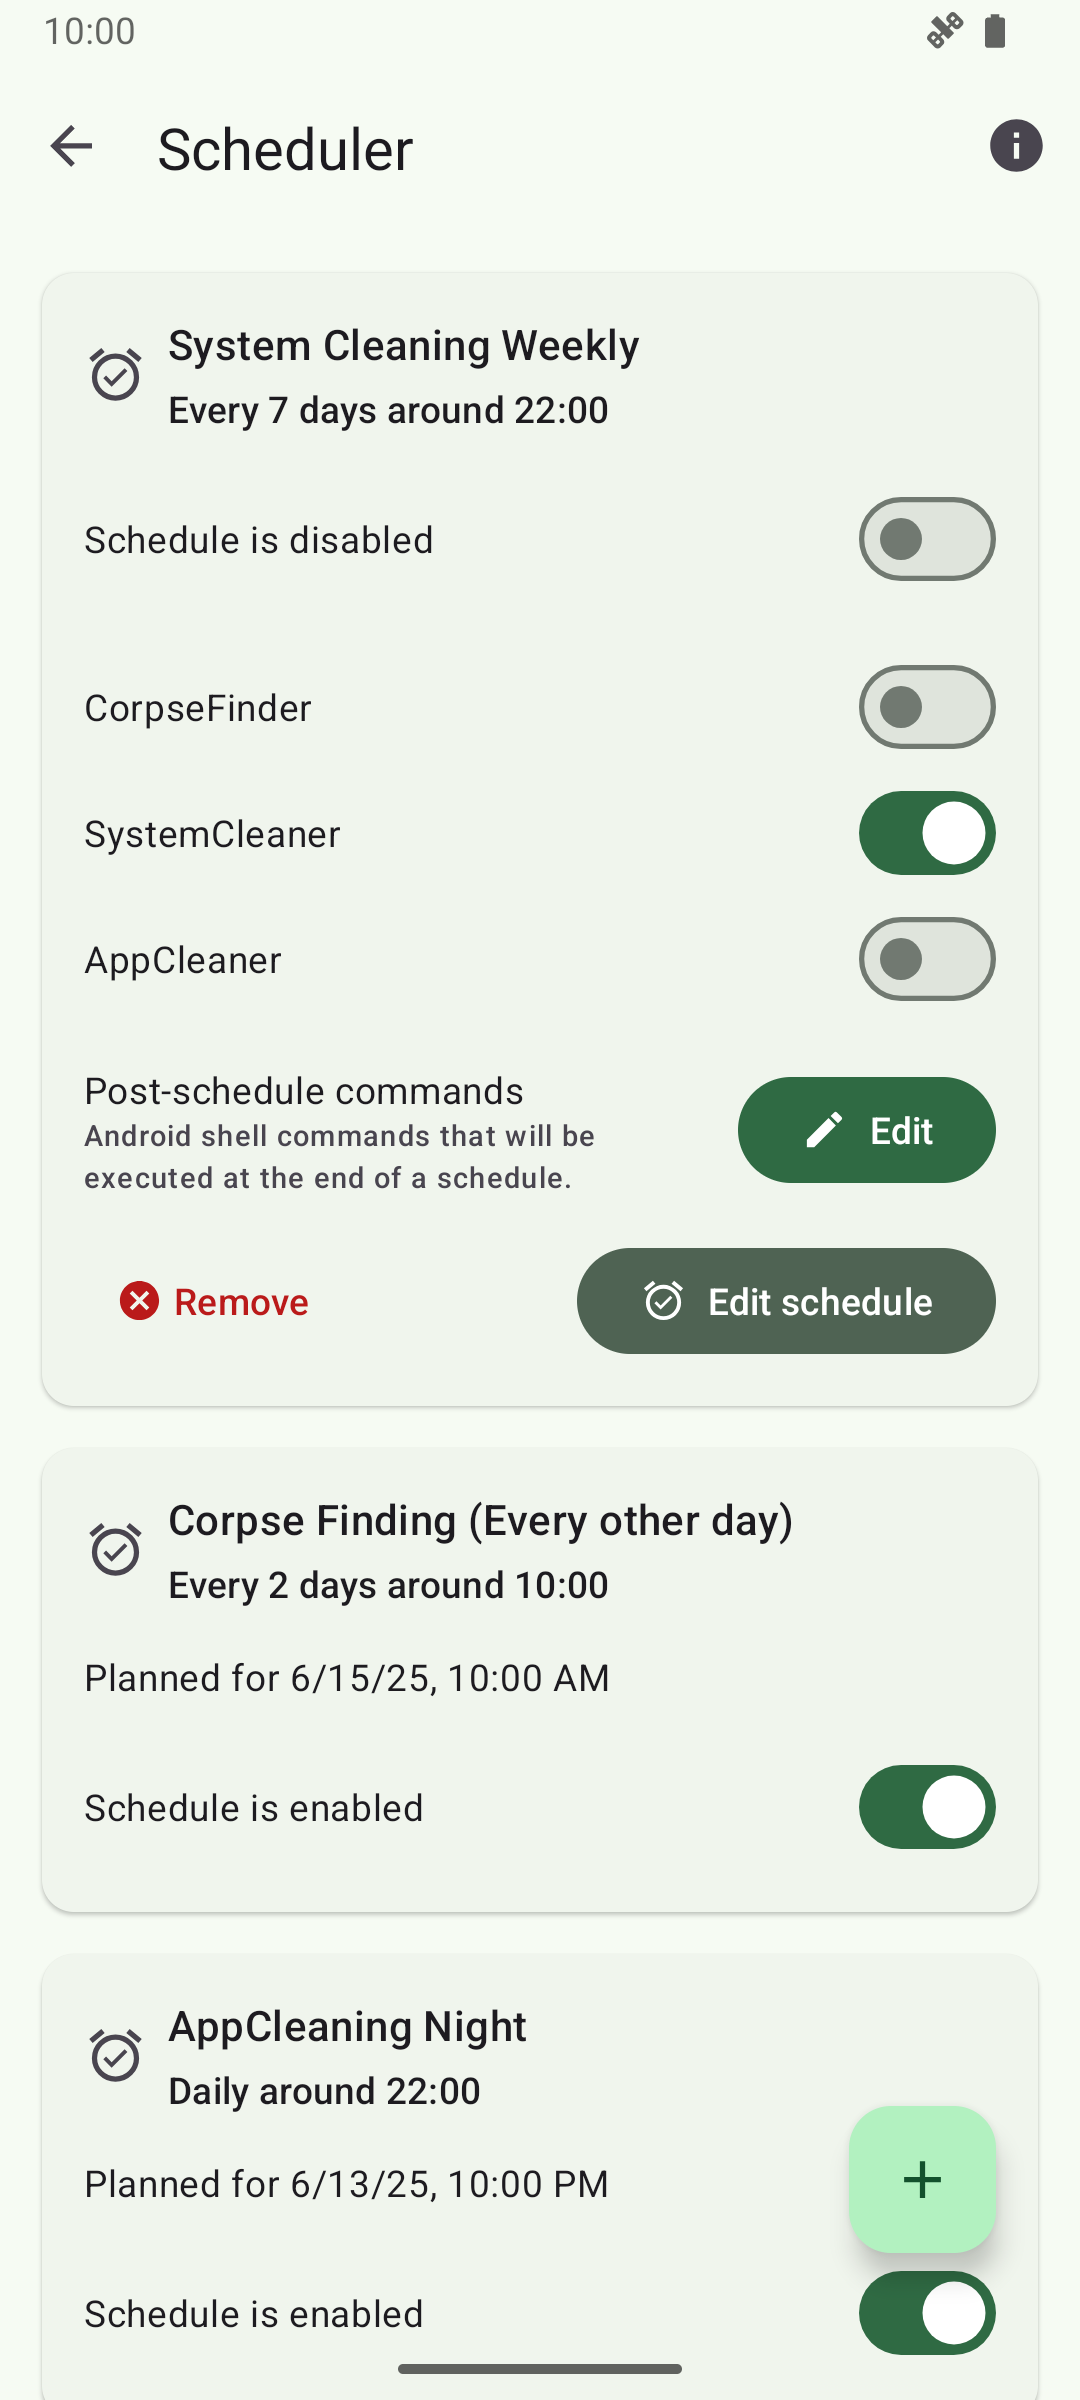 10:00
Scheduler
System Cleaning Weekly
Every 7 days around 22:00
Schedule is disabled
CorpseFinder
SystemCleaner
AppCleaner
Post-schedule commands
Android shell commands that will be
executed at the end of a schedule.
Edit
Remove
Edit schedule
Corpse Finding (Every other day)
Every 2 days around 10:00
Planned for 6/15/25, 10:00 AM
Schedule is enabled
AppCleaning Night
Daily around 22:00
Planned for 6/13/25, 10:00 PM
Schedule is enabled